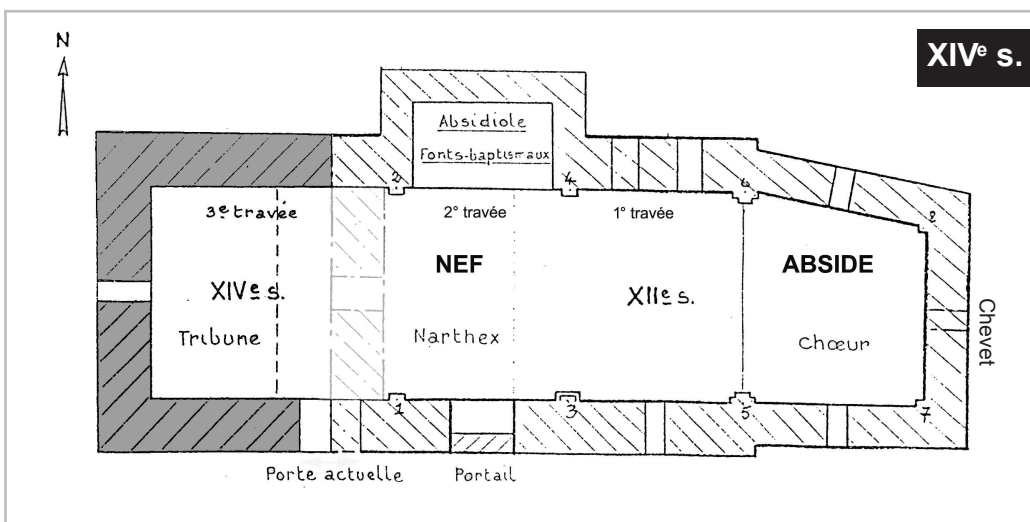 N
XIVe s.
Absidiole
Fonts-baptismaux
2
4
6
8
3e travée
2° travée
1° travée
NEF
ABSIDE
XIVe s.
XIIe s.
Tribune
Narthex
Chœur
Chevet
1
3
5
7
Porte actuelle
Portail